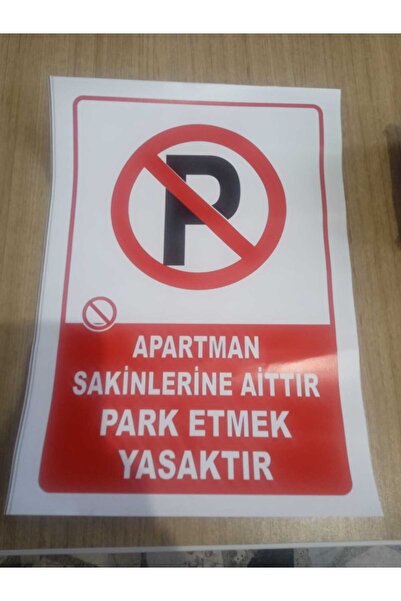 P
APARTMAN
SAKİNLERİNE AİTTİR
PARK ETMEK
YASAKTIR